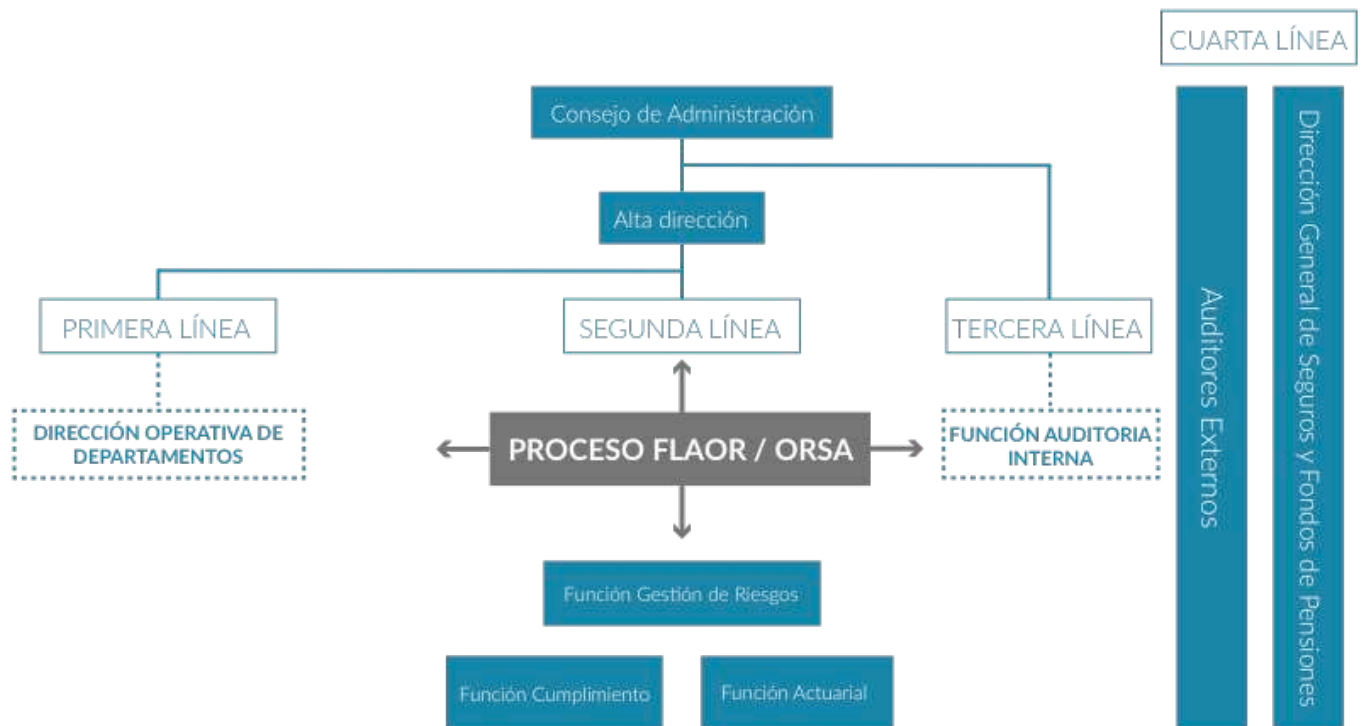 CUARTA LÍNEA
Consejo de Administración
Alta dirección
PRIMERA LÍNEA
SEGUNDA LÍNEA
TERCERA LÍNEA
DIRECCIÓN OPERATIVA DE
DEPARTAMENTOS
PROCESO FLAOR / ORSA
FUNCIÓN AUDITORIA
INTERNA
Función Gestión de Riesgos
Función Cumplimiento
Función Actuarial
Auditores Externos
Dirección General de Seguros y Fondos de Pensiones